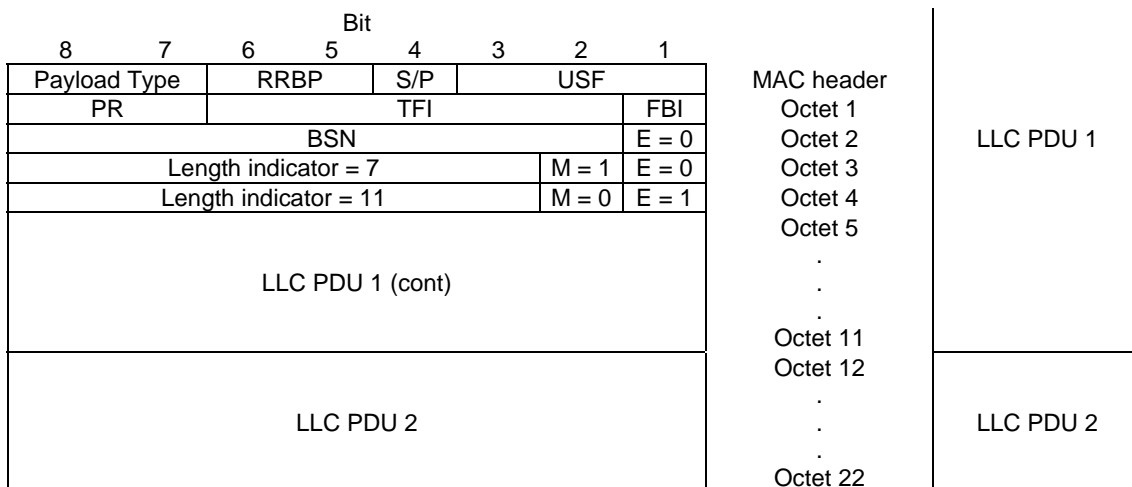 Bit
8 7 6 5 4 3 2 1
Payload Type RRBP S/P USF MAC header
PR TFI FBI Octet 1
BSN E = 0 Octet 2 LLC PDU 1
Length indicator = 7 M = 1 E = 0 Octet 3
Length indicator = 11 M = 0 E = 1 Octet 4
Octet 5
.
LLC PDU 1 (cont) .
.
Octet 11
Octet 12
.
LLC PDU 2 . LLC PDU 2
.
Octet 22